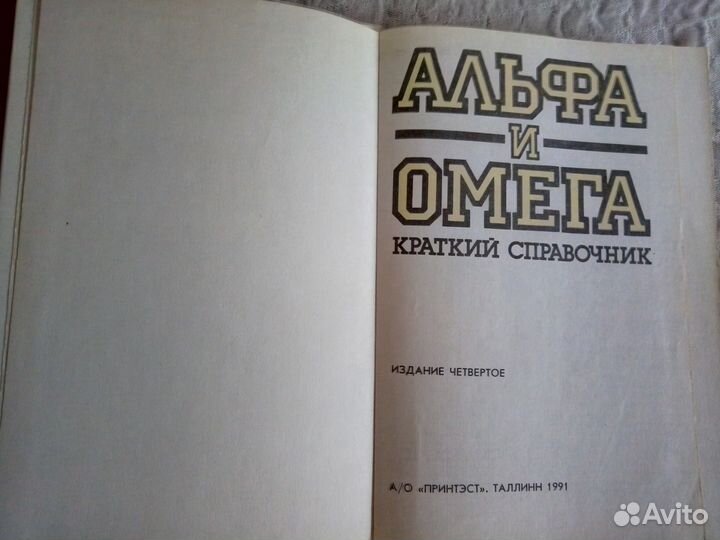 АЛЬФА
И
ОМЕГА
КРАТКИЙ СПРАВОЧНИК
ИЗДАНИЕ ЧЕТВЕРТОЕ
А/О «ПРИНТЭСТ». ТАЛЛИНН 1991
Avito